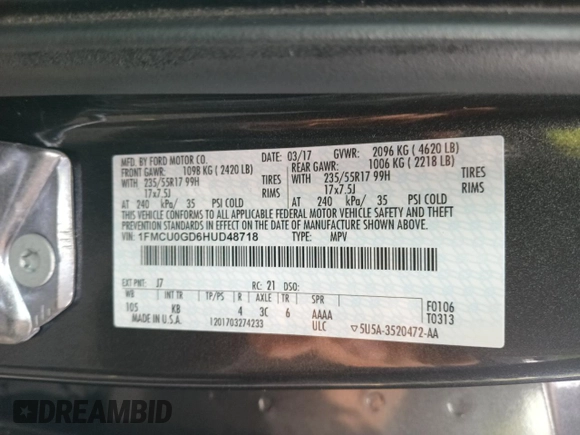 MFD. BY FORD MOTOR CO.
DATE: 03/17 GVWR: 2096 KG ( 4620 LB)
FRONT GAWR: 1098 KG ( 2420 LB) REAR GAWR: 1006 KG ( 2218 LB)
WITH 235/55R17 99H TIRES WITH 235/55R17 99H TIRES
17x7.5J RIMS 17x7.5J RIMS
AT 240 kPa/ 35 PSI COLD AT 240 kPa/ 35 PSI COLD
THIS VEHICLE CONFORMS TO ALL APPLICABLE FEDERAL MOTOR VEHICLE SAFETY AND THEFT
PREVENTION STANDARDS IN EFFECT ON THE DATE OF MANUFACTURE SHOWN ABOVE.
VIN: 1FMCU0GD6HUD48718 TYPE: MPV
EXT PNT: J7 RC: 21 DSO:
WB INT TR TP/PS R AXLE TR SPR
105 KB 4 3C 6 AAAA
ULC
F0106
T0313
MADE IN U.S.A. 1201703274233 ▽5U5A-3520472-AA
DREAMBID